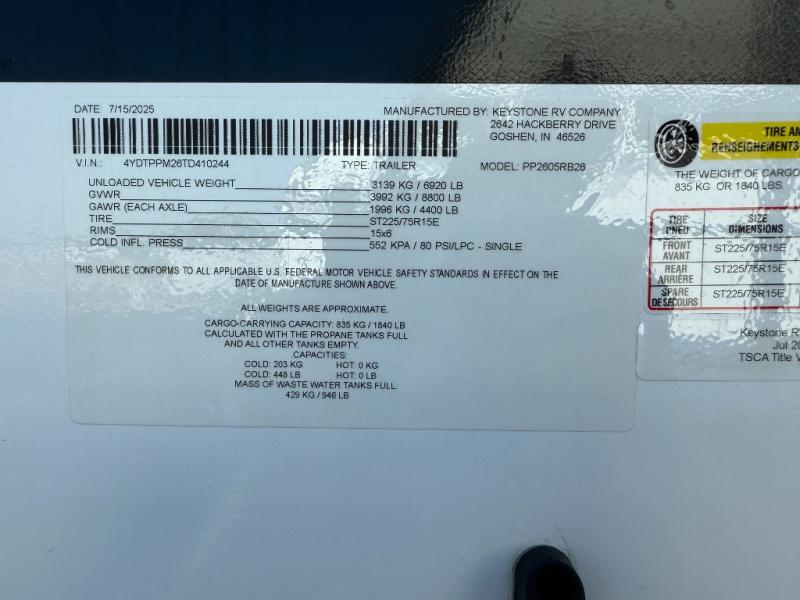 DATE: 7/15/2025
MANUFACTURED BY: KEYSTONE RV COMPANY
2642 HACKBERRY DRIVE
GOSHEN, IN 46526
V.I.N.: 4YDTPPM26TD410244 TYPE: TRAILER MODEL: PP2605RB26
UNLOADED VEHICLE WEIGHT 3139 KG / 6920 LB
GVWR 3992 KG / 8800 LB
GAWR (EACH AXLE) 1996 KG / 4400 LB
TIRE ST225/75R15E
RIMS 15x6
COLD INFL. PRESS 552 KPA / 80 PSI/LPC - SINGLE
THIS VEHICLE CONFORMS TO ALL APPLICABLE U.S. FEDERAL MOTOR VEHICLE SAFETY STANDARDS IN EFFECT ON THE
DATE OF MANUFACTURE SHOWN ABOVE.
ALL WEIGHTS ARE APPROXIMATE.
CARGO-CARRYING CAPACITY: 835 KG / 1840 LB
CALCULATED WITH THE PROPANE TANKS FULL
AND ALL OTHER TANKS EMPTY.
CAPACITIES:
COLD: 203 KG HOT: 0 KG
COLD: 448 LB HOT: 0 LB
MASS OF WASTE WATER TANKS FULL:
429 KG / 946 LB
TIRE AN
RENSEIGNEMENTS
THE WEIGHT OF CARGO
835 KG OR 1840 LBS.
TIRE SIZE
PNEU DIMENSIONS
FRONT
AVANT ST225/75R15E
REAR
ARRIÈRE ST225/75R15E
SPARE
DE SECOURS ST225/75R15E
Keystone R
Jul 20
TSCA Title V